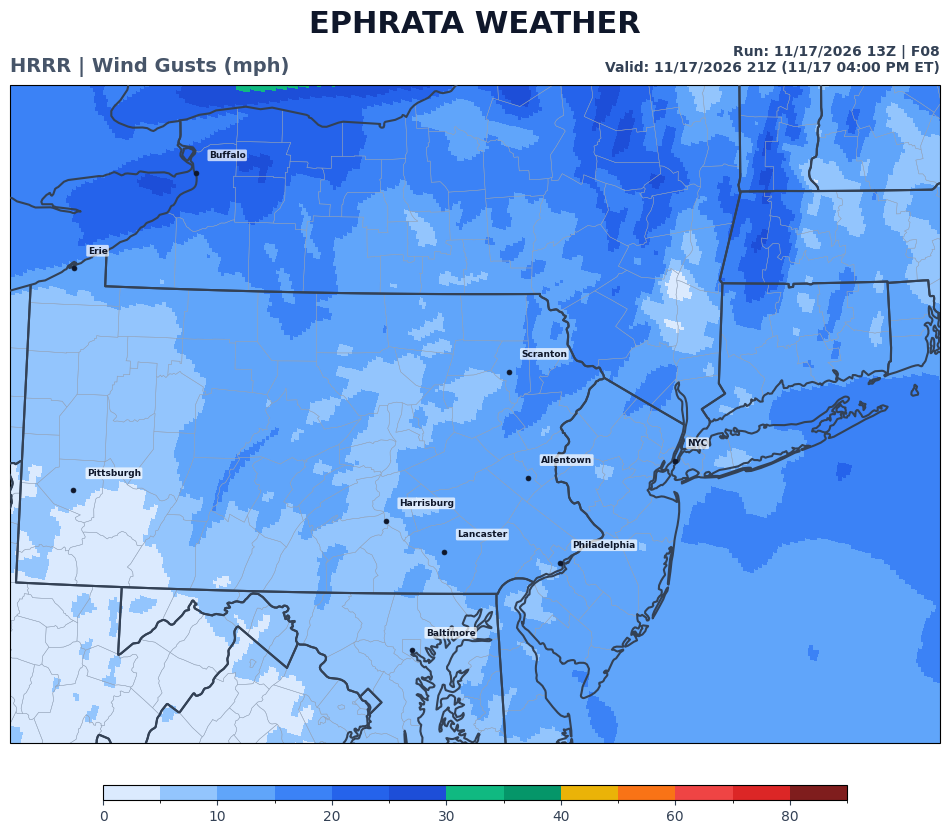 EPHRATA WEATHER
HRRR | Wind Gusts (mph)
Run: 11/17/2026 13Z | F08
Valid: 11/17/2026 21Z (11/17 04:00 PM ET)
Buffalo
Erie
Scranton
NYC
Allentown
Pittsburgh
Harrisburg
Lancaster
Philadelphia
Baltimore
0 10 20 30 40 50 60 70 80